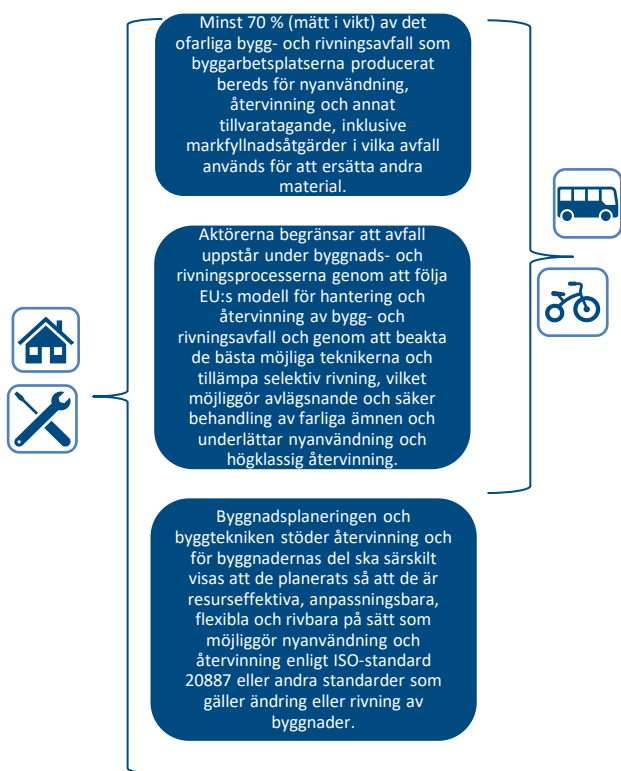 Minst 70 % (mätt i vikt) av det
ofarliga bygg- och rivningsavfall som
byggarbetsplatserna producerat
bereds för nyanvändning,
återvinning och annat
tillvaratagande, inklusive
markfyllnadsåtgärder i vilka avfall
används för att ersätta andra
material.
Aktörerna begränsar att avfall
uppstår under byggnads- och
rivningsprocesserna genom att följa
EU:s modell för hantering och
återvinning av bygg- och
rivningsavfall och genom att beakta
de bästa möjliga teknikerna och
tillämpa selektiv rivning, vilket
möjliggör avlägsnande och säker
behandling av farliga ämnen och
underlättar nyanvändning och
högklassig återvinning.
Byggnadsplaneringen och
byggtekniken stöder återvinning och
för byggnadernas del ska särskilt
visas att de planerats så att de är
resurseffektiva, anpassningsbara,
flexibla och rivbara på sätt som
möjliggör nyanvändning och
återvinning enligt ISO-standard
20887 eller andra standarder som
gäller ändring eller rivning av
byggnader.